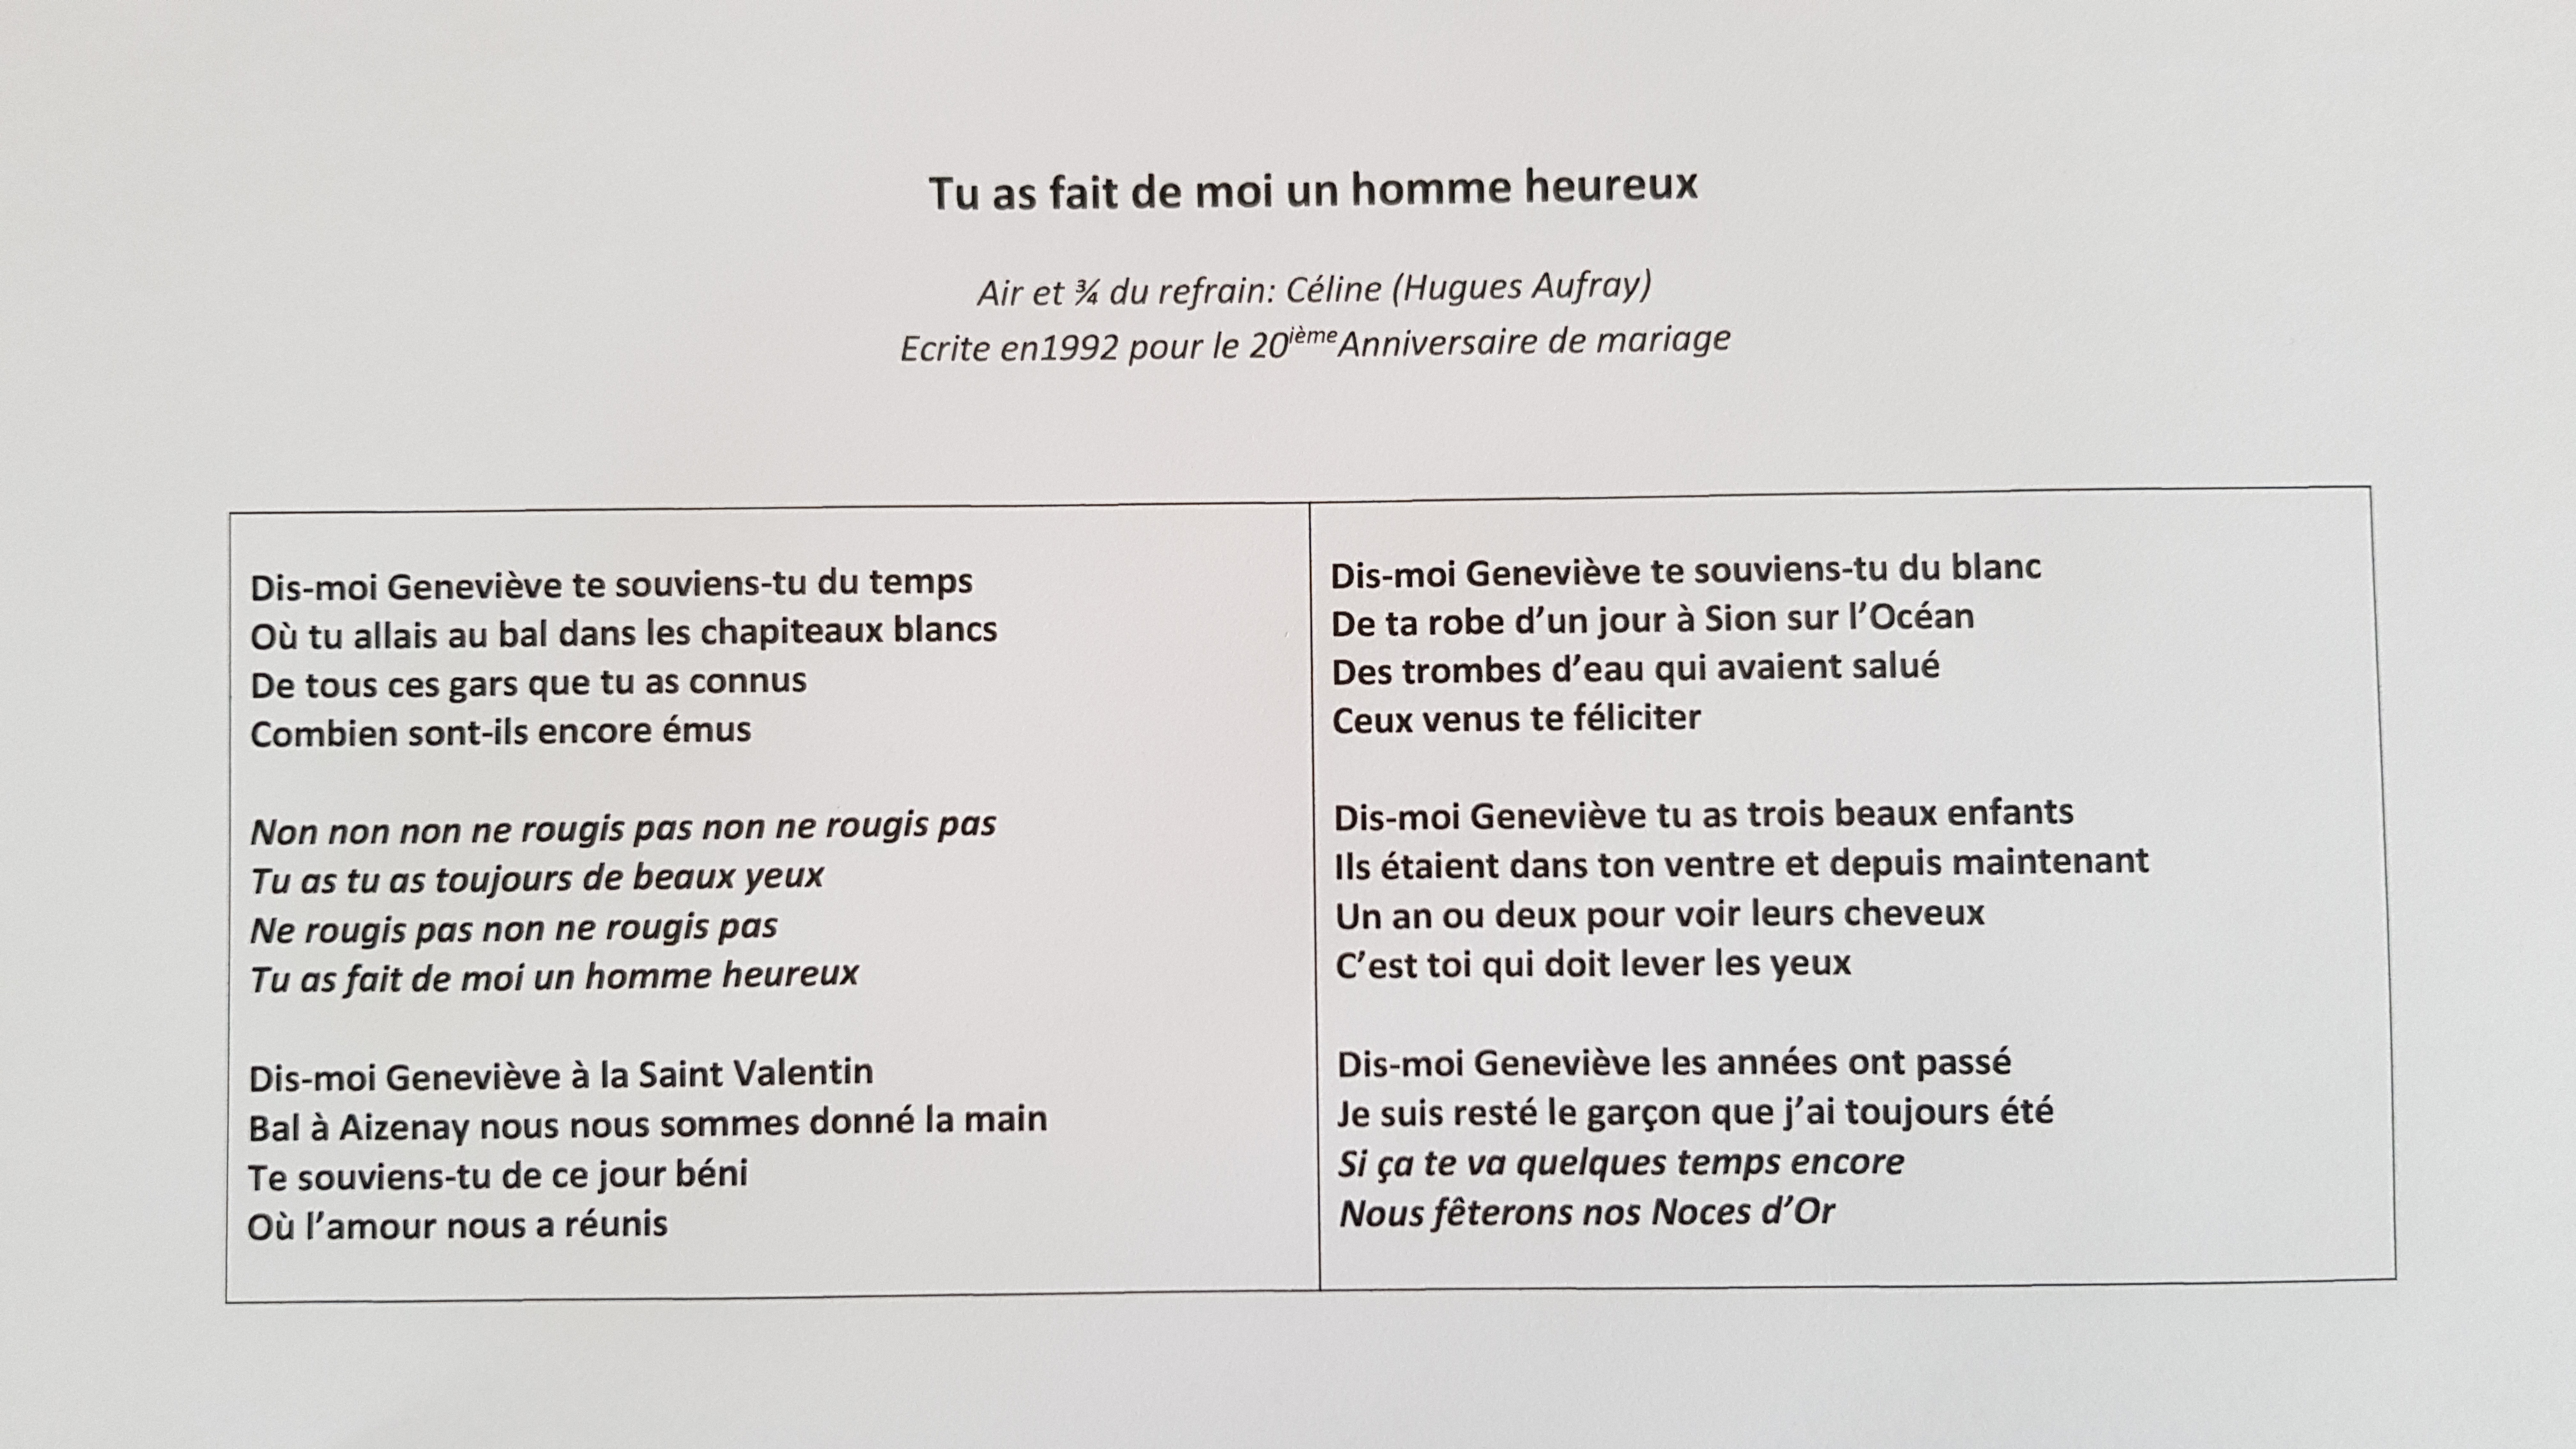 Tu as fait de moi un homme heureux
Air et ¾ du refrain: Céline (Hugues Aufray)
Ecrite en1992 pour le 20ième Anniversaire de mariage
Dis-moi Geneviève te souviens-tu du temps
Où tu allais au bal dans les chapiteaux blancs
De tous ces gars que tu as connus
Combien sont-ils encore émus
Non non non ne rougis pas non ne rougis pas
Tu as tu as toujours de beaux yeux
Ne rougis pas non ne rougis pas
Tu as fait de moi un homme heureux
Dis-moi Geneviève à la Saint Valentin
Bal à Aizenay nous nous sommes donné la main
Te souviens-tu de ce jour béni
Où l’amour nous a réunis
Dis-moi Geneviève te souviens-tu du blanc
De ta robe d’un jour à Sion sur l’Océan
Des trombes d’eau qui avaient salué
Ceux venus te féliciter
Dis-moi Geneviève tu as trois beaux enfants
Ils étaient dans ton ventre et depuis maintenant
Un an ou deux pour voir leurs cheveux
C’est toi qui doit lever les yeux
Dis-moi Geneviève les années ont passé
Je suis resté le garçon que j’ai toujours été
Si ça te va quelques temps encore
Nous fêterons nos Noces d’Or